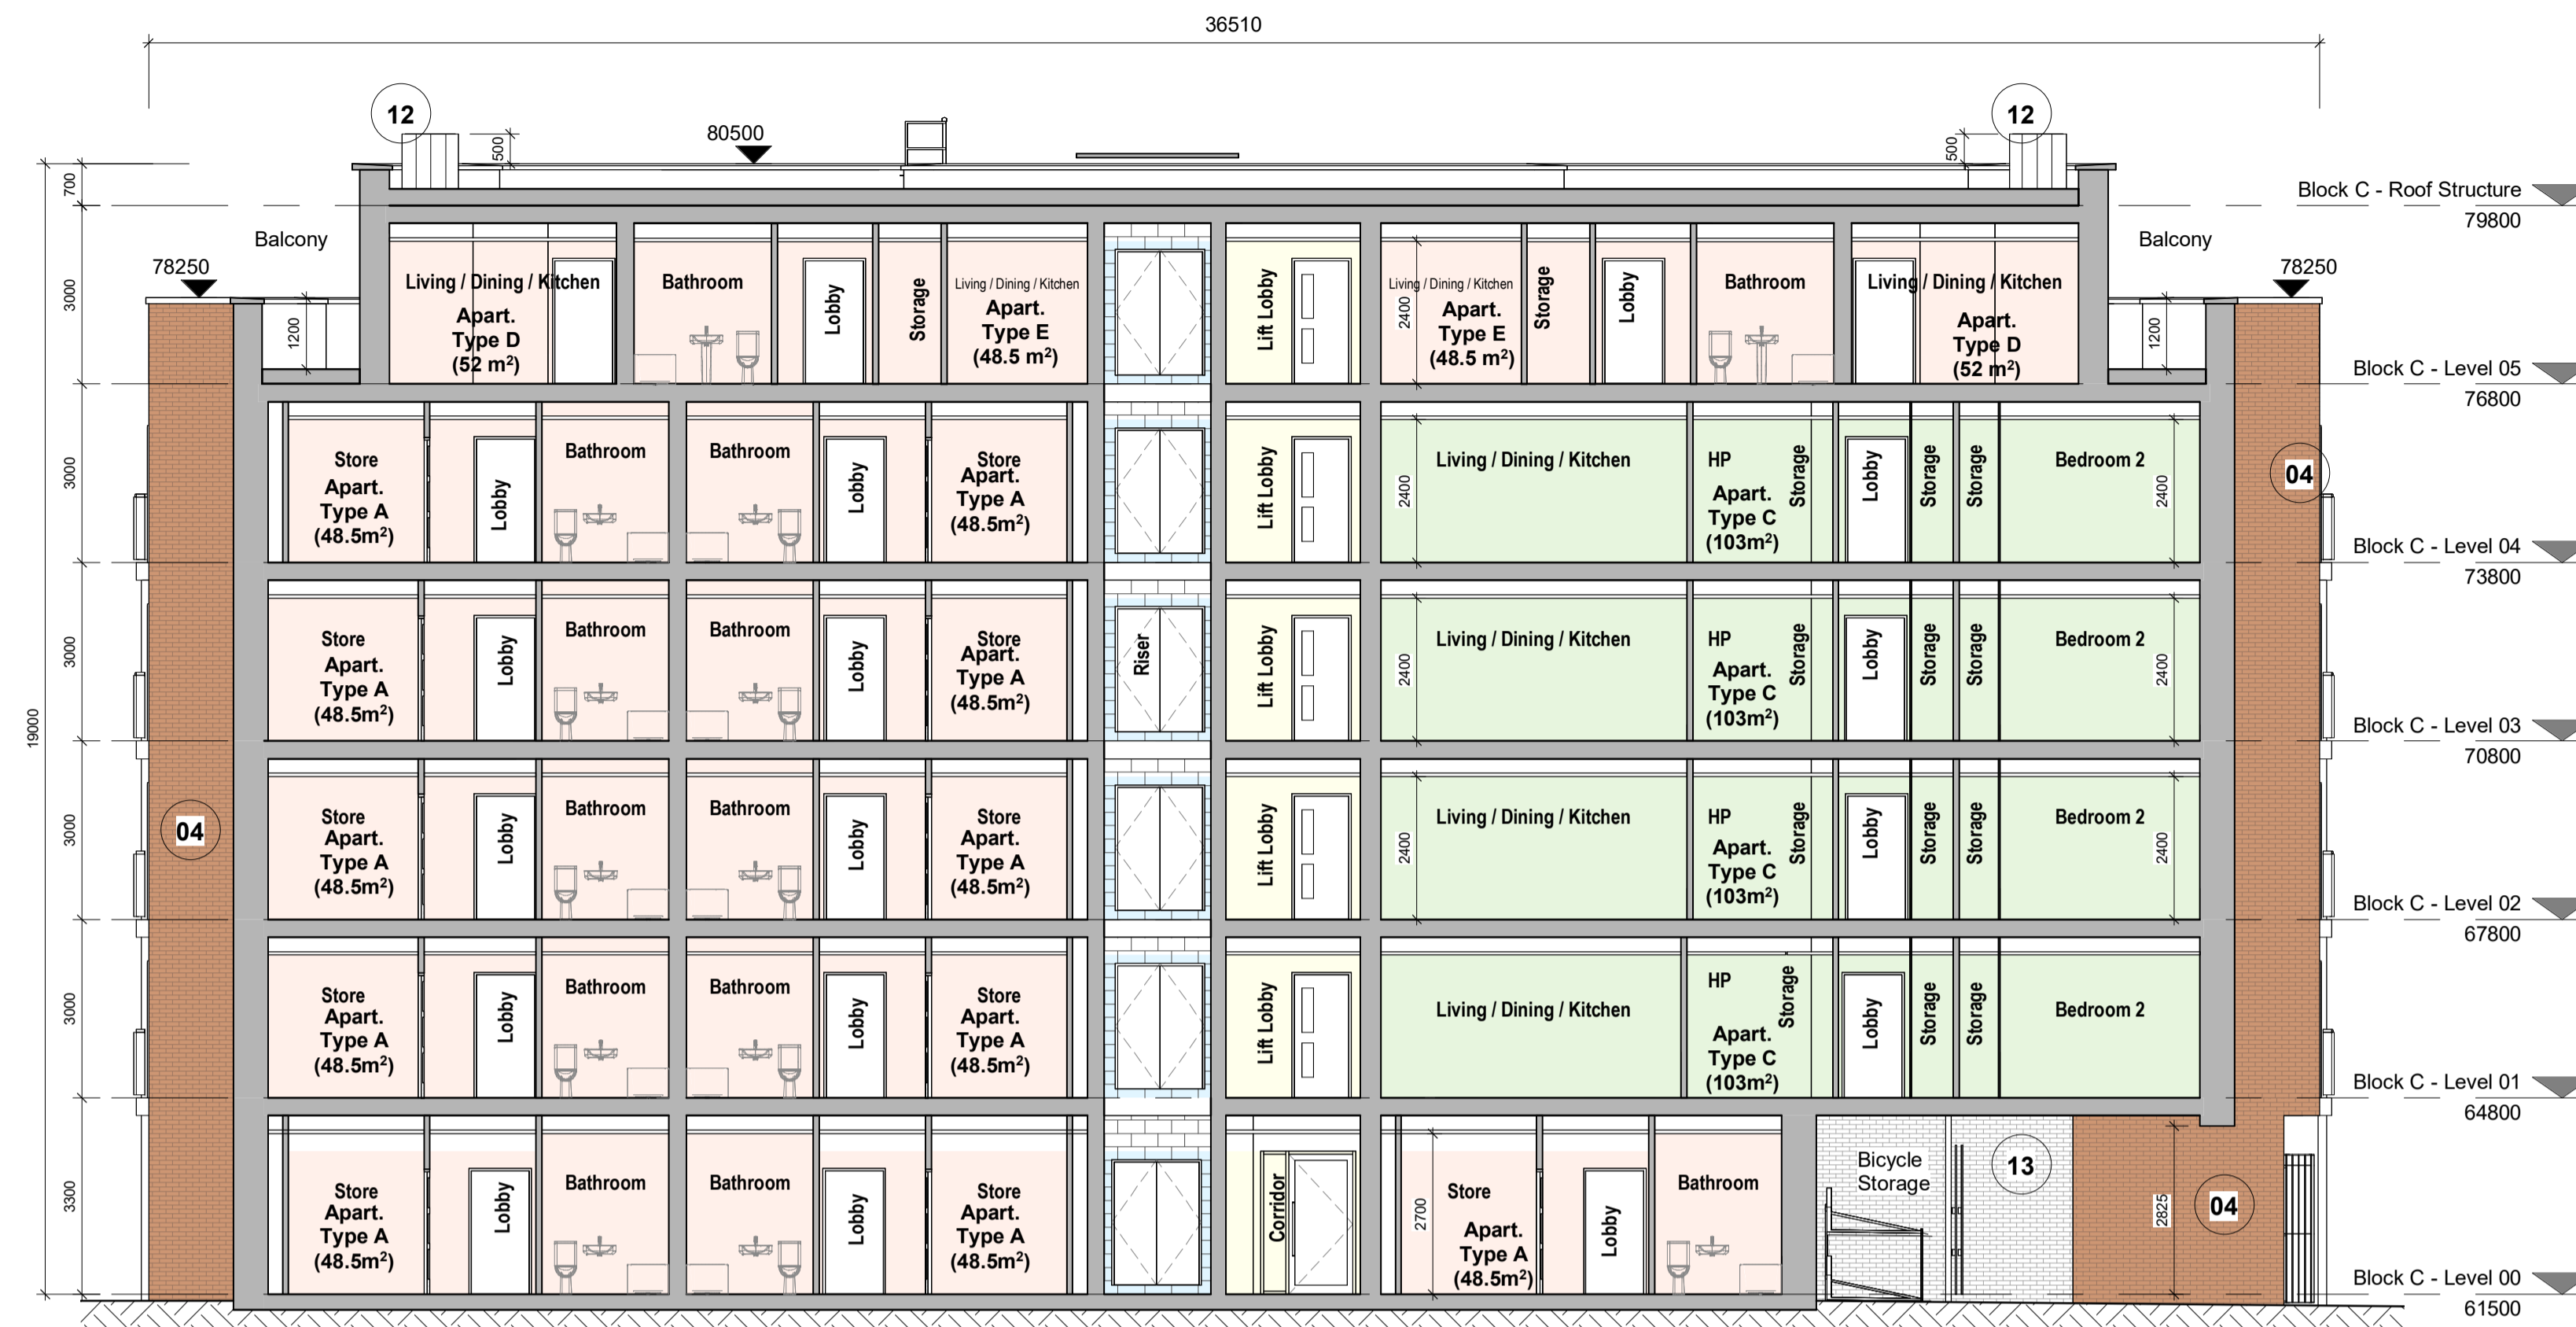 36510
12
12
80500
500
500
700
Block C - Roof Structure
79800
Balcony
Balcony
78250
78250
3000
1200
Living / Dining / Kitchen
Apart.
Type D
(52 m²)
Bathroom
Lobby
Storage
Living / Dining / Kitchen
Apart.
Type E
(48.5 m²)
Lift Lobby
2400
Living / Dining / Kitchen
Apart.
Type E
(48.5 m²)
Storage
Lobby
Bathroom
Living / Dining / Kitchen
Apart.
Type D
(52 m²)
1200
Block C - Level 05
76800
3000
Store
Apart.
Type A
(48.5m²)
Lobby
Bathroom
Bathroom
Lobby
Store
Apart.
Type A
(48.5m²)
Lift Lobby
2400
Living / Dining / Kitchen
HP
Apart.
Type C
(103m²)
Storage
Lobby
Storage
Storage
Bedroom 2
2400
04
Block C - Level 04
73800
3000
Store
Apart.
Type A
(48.5m²)
Lobby
Bathroom
Bathroom
Lobby
Store
Apart.
Type A
(48.5m²)
Riser
Lift Lobby
2400
Living / Dining / Kitchen
HP
Apart.
Type C
(103m²)
Storage
Lobby
Storage
Storage
Bedroom 2
2400
Block C - Level 03
70800
19000
3000
04
Store
Apart.
Type A
(48.5m²)
Lobby
Bathroom
Bathroom
Lobby
Store
Apart.
Type A
(48.5m²)
Lift Lobby
2400
Living / Dining / Kitchen
HP
Apart.
Type C
(103m²)
Storage
Lobby
Storage
Storage
Bedroom 2
2400
Block C - Level 02
67800
3000
Store
Apart.
Type A
(48.5m²)
Lobby
Bathroom
Bathroom
Lobby
Store
Apart.
Type A
(48.5m²)
Lift Lobby
Living / Dining / Kitchen
HP
Apart.
Type C
(103m²)
Storage
Lobby
Storage
Storage
Bedroom 2
Block C - Level 01
64800
3300
Store
Apart.
Type A
(48.5m²)
Lobby
Bathroom
Bathroom
Lobby
Store
Apart.
Type A
(48.5m²)
Corridor
2700
Store
Apart.
Type A
(48.5m²)
Lobby
Bathroom
Bicycle
Storage
13
2825
04
Block C - Level 00
61500